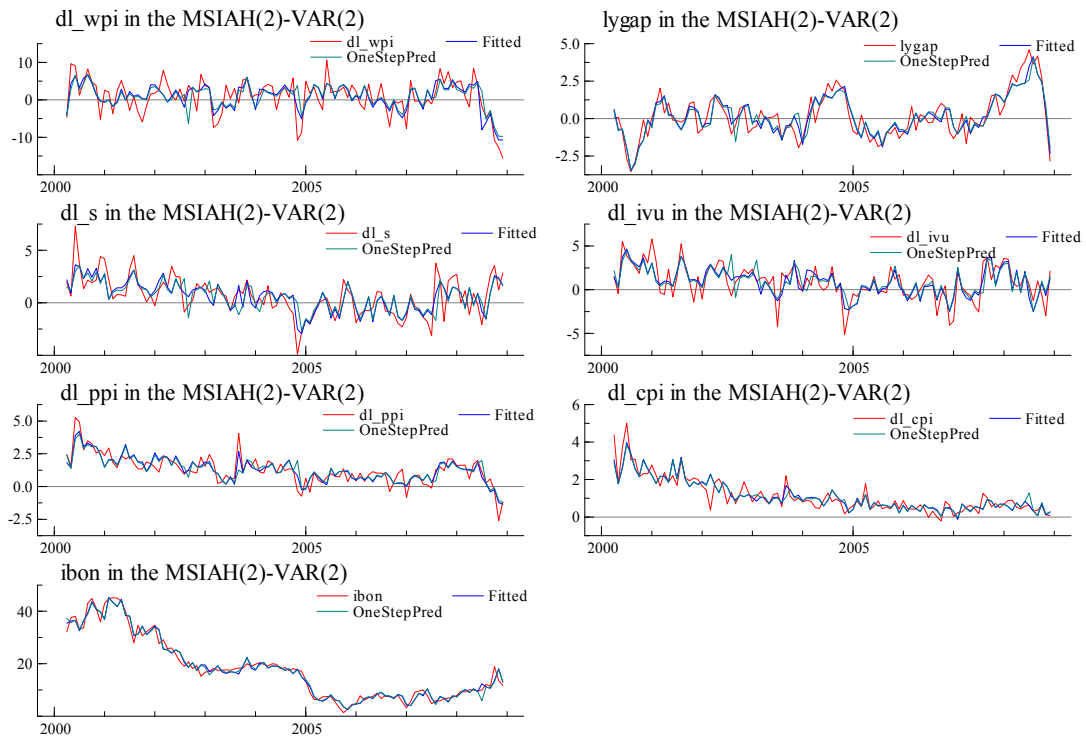 dl_wpi in the MSIAH(2)-VAR(2)
dl_wpi Fitted
OneStepPred
10
0
-10
2000 2005
lygap in the MSIAH(2)-VAR(2)
lygap Fitted
OneStepPred
5.0
2.5
0.0
-2.5
2000 2005
dl_s in the MSIAH(2)-VAR(2)
dl_s Fitted
OneStepPred
5
0
2000 2005
dl_ivu in the MSIAH(2)-VAR(2)
dl_ivu Fitted
OneStepPred
5
0
-5
2000 2005
dl_ppi in the MSIAH(2)-VAR(2)
dl_ppi Fitted
OneStepPred
5.0
2.5
0.0
-2.5
2000 2005
dl_cpi in the MSIAH(2)-VAR(2)
dl_cpi Fitted
OneStepPred
6
4
2
0
2000 2005
ibon in the MSIAH(2)-VAR(2)
ibon Fitted
OneStepPred
40
20
2000 2005